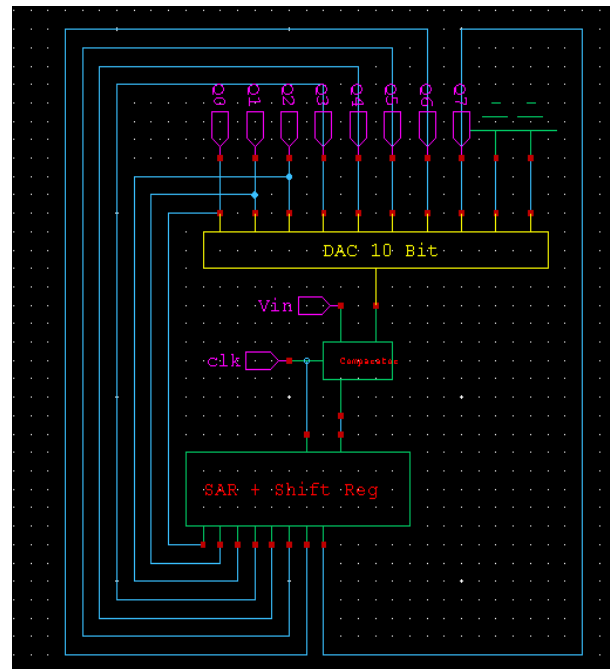 Q0 Q1 Q2 Q3 Q4 Q5 Q6 Q7
DAC 10 Bit
Vin
clk
Comparator
SAR + Shift Reg